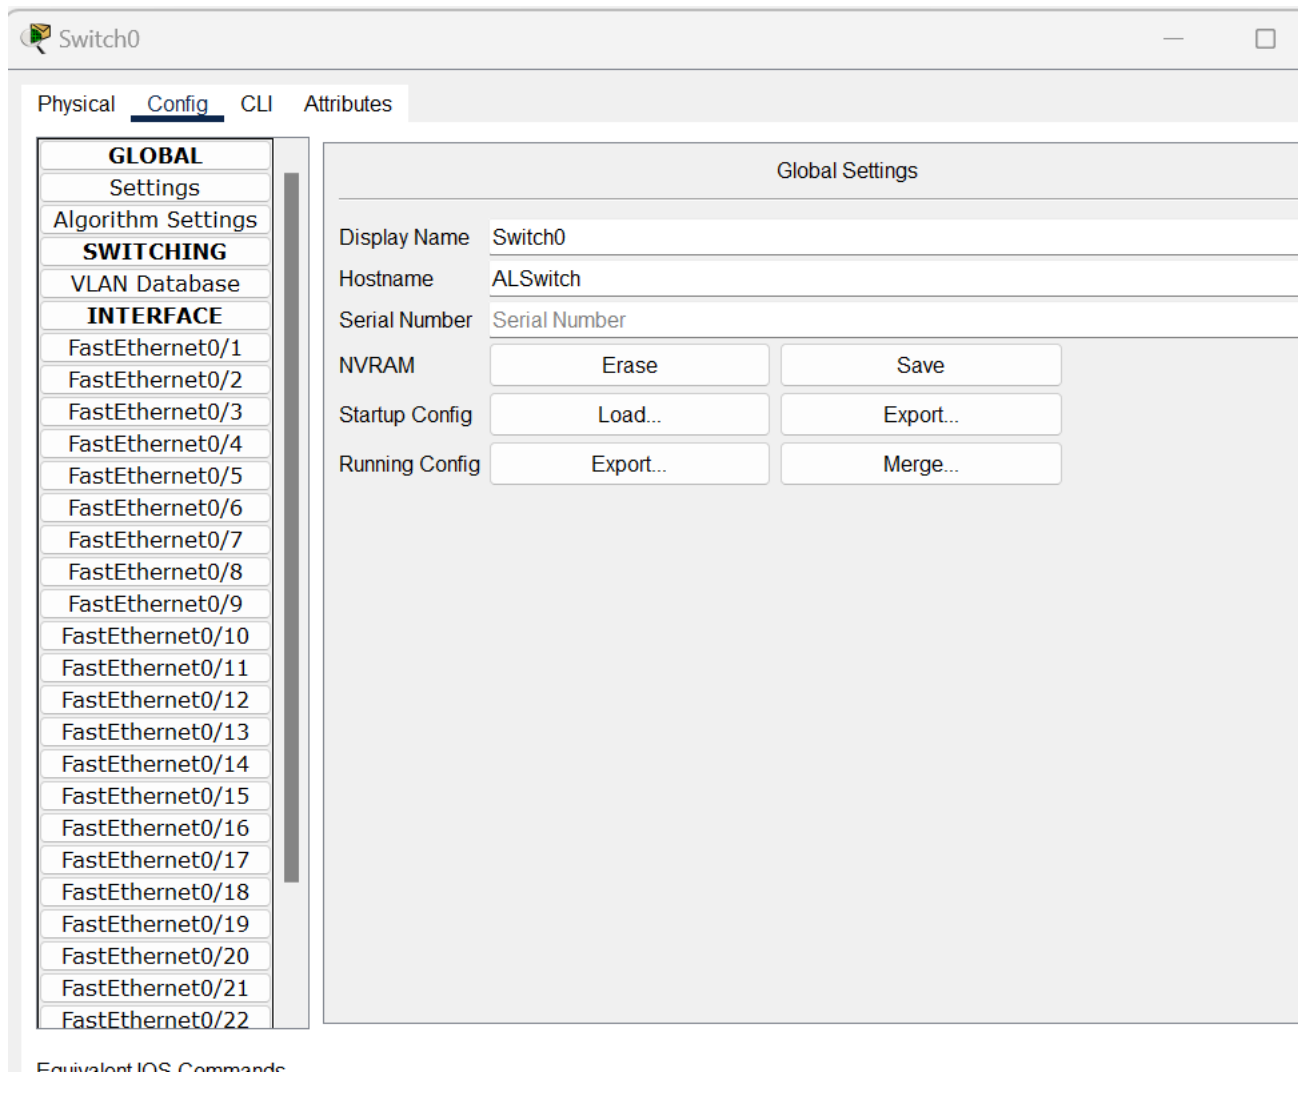 Switch0
Physical Config CLI Attributes
GLOBAL
Settings
Algorithm Settings
SWITCHING
VLAN Database
INTERFACE
FastEthernet0/1
FastEthernet0/2
FastEthernet0/3
FastEthernet0/4
FastEthernet0/5
FastEthernet0/6
FastEthernet0/7
FastEthernet0/8
FastEthernet0/9
FastEthernet0/10
FastEthernet0/11
FastEthernet0/12
FastEthernet0/13
FastEthernet0/14
FastEthernet0/15
FastEthernet0/16
FastEthernet0/17
FastEthernet0/18
FastEthernet0/19
FastEthernet0/20
FastEthernet0/21
FastEthernet0/22
Global Settings
Display Name Switch0
Hostname ALSwitch
Serial Number Serial Number
NVRAM Erase Save
Startup Config Load... Export...
Running Config Export... Merge...
Equivalent IOS Commands